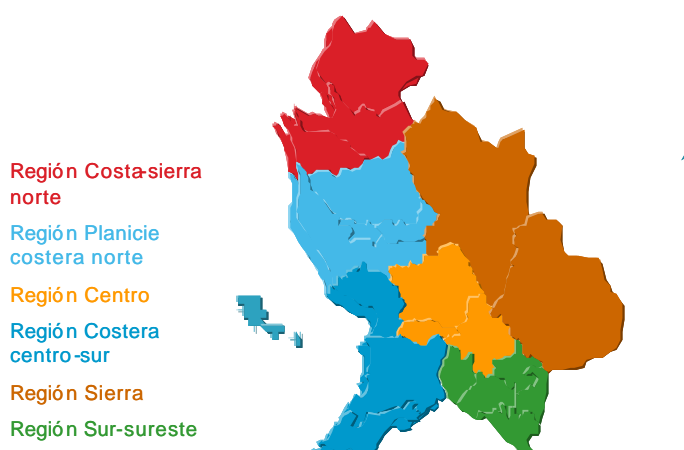 Región Costa-sierra
norte
Región Planicie
costera norte
Región Centro
Región Costera
centro-sur
Región Sierra
Región Sur-sureste